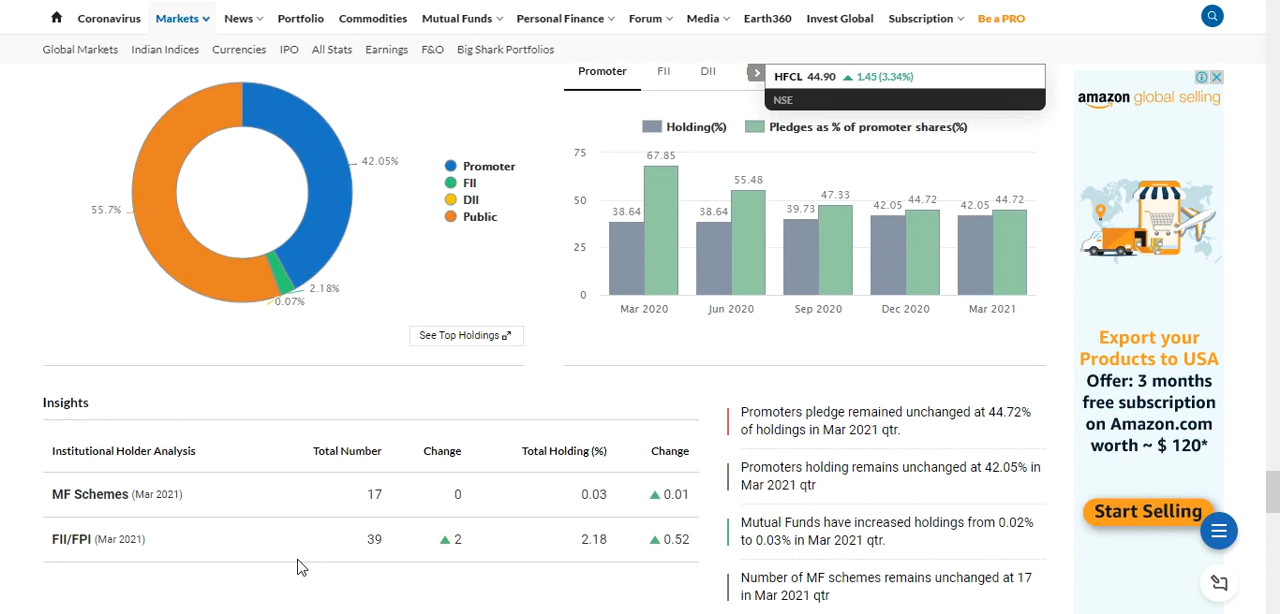 Coronavirus Markets News Portfolio Commodities Mutual Funds Personal Finance Forum Media Earth360 Invest Global Subscription Be a PRO
Global Markets Indian Indices Currencies IPO All Stats Earnings F&O Big Shark Portfolios
42.05%
55.7%
2.18%
0.07%
Promoter
FII
DII
Public
See Top Holdings
Promoter FII DII
HFCL 44.90 1.45 (3.34%)
NSE
Holding(%) Pledges as % of promoter shares(%)
75
50
25
0
38.64 67.85 38.64 55.48 39.73 47.33 42.05 44.72 42.05 44.72
Mar 2020 Jun 2020 Sep 2020 Dec 2020 Mar 2021
Insights
Institutional Holder Analysis Total Number Change Total Holding (%) Change
MF Schemes (Mar 2021) 17 0 0.03 0.01
FII/FPI (Mar 2021) 39 2 2.18 0.52
Promoters pledge remained unchanged at 44.72%
of holdings in Mar 2021 qtr.
Promoters holding remains unchanged at 42.05% in
Mar 2021 qtr
Mutual Funds have increased holdings from 0.02%
to 0.03% in Mar 2021 qtr.
Number of MF schemes remains unchanged at 17
in Mar 2021 qtr
amazon global selling
Export your
Products to USA
Offer: 3 months
free subscription
on Amazon.com
worth ~ $ 120*
Start Selling